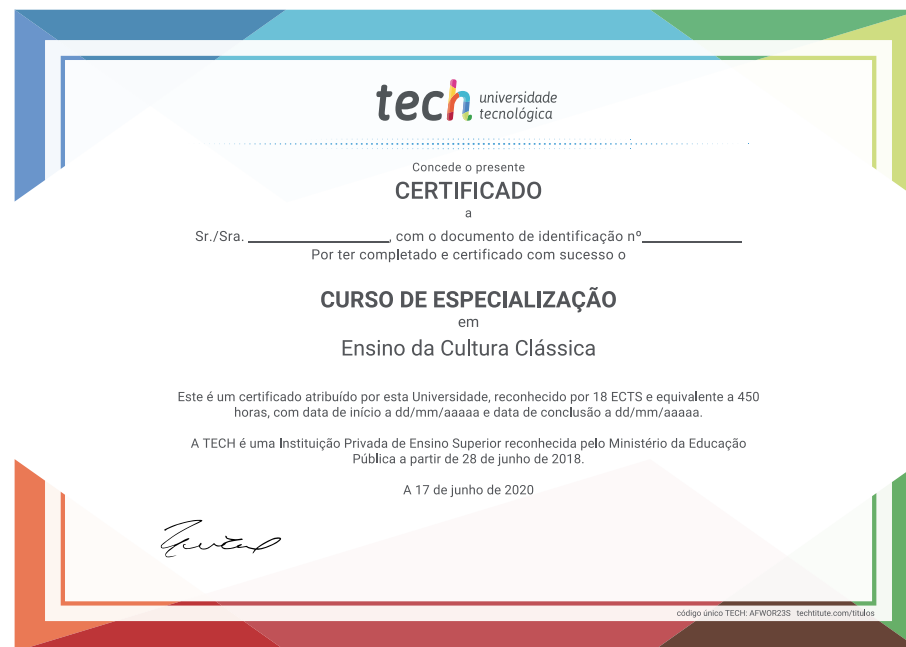 tech universidade
tecnológica
Concede o presente
CERTIFICADO
a
Sr./Sra. ____________________, com o documento de identificação nº______________
Por ter completado e certificado com sucesso o
CURSO DE ESPECIALIZAÇÃO
em
Ensino da Cultura Clássica
Este é um certificado atribuído por esta Universidade, reconhecido por 18 ECTS e equivalente a 450
horas, com data de início a dd/mm/aaaaa e data de conclusão a dd/mm/aaaaa.
A TECH é uma Instituição Privada de Ensino Superior reconhecida pelo Ministério da Educação
Pública a partir de 28 de junho de 2018.
A 17 de junho de 2020
código único TECH: AFWOR23S techtitute.com/titulos